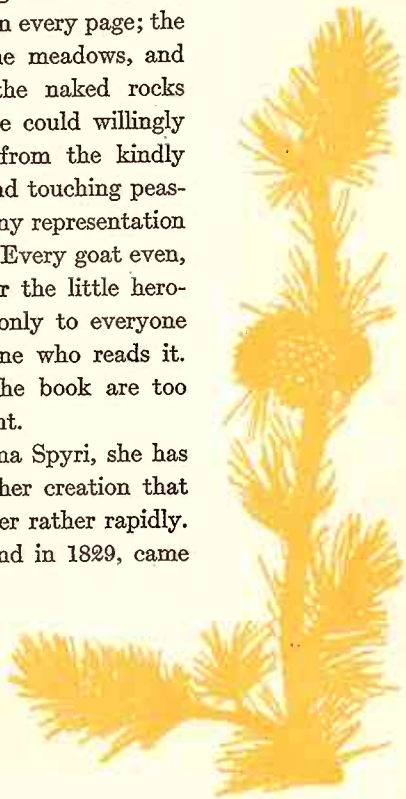 n every page; the
ne meadows, and
the naked rocks
e could willingly
from the kindly
nd touching peas-
ny representation
Every goat even,
r the little hero-
only to everyone
ne who reads it.
he book are too
nt.
na Spyri, she has
her creation that
er rather rapidly.
nd in 1829, came